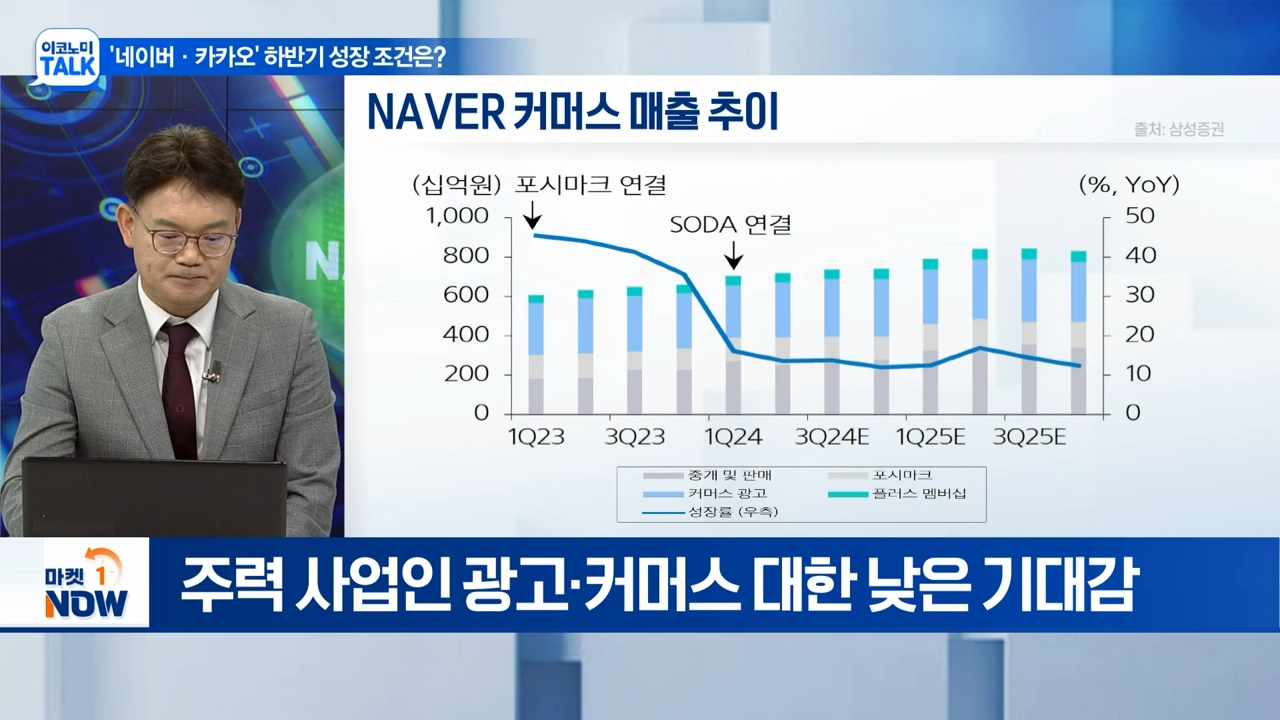 이코노미
TALK
'네이버·카카오' 하반기 성장 조건은?
NAVER 커머스 매출 추이
출처: 삼성증권
(십억원) 포시마크 연결
(%, YoY)
SODA 연결
1,000
800
600
400
200
0
50
40
30
20
10
0
1Q23 3Q23 1Q24 3Q24E 1Q25E 3Q25E
중개 및 판매 포시마크
커머스 광고 플러스 멤버십
성장률 (우측)
마켓 1
NOW
주력 사업인 광고·커머스 대한 낮은 기대감